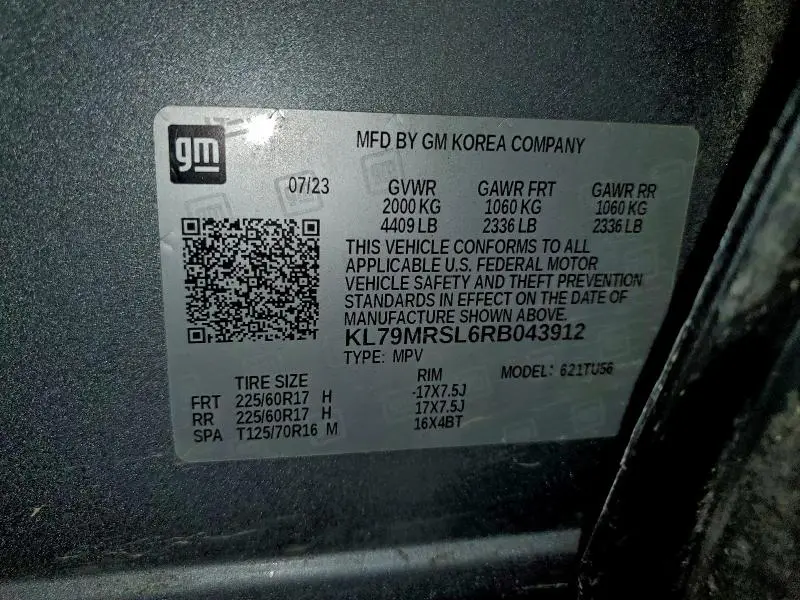 gm
MFD BY GM KOREA COMPANY
07/23 GVWR GAWR FRT GAWR RR
2000 KG 1060 KG 1060 KG
4409 LB 2336 LB 2336 LB
THIS VEHICLE CONFORMS TO ALL
APPLICABLE U.S. FEDERAL MOTOR
VEHICLE SAFETY AND THEFT PREVENTION
STANDARDS IN EFFECT ON THE DATE OF
MANUFACTURE SHOWN ABOVE.
KL79MRSL6RB043912
TYPE: MPV MODEL: 621TU56
TIRE SIZE RIM
FRT 225/60R17 H -17X7.5J
RR 225/60R17 H 17X7.5J
SPA T125/70R16 M 16X4BT